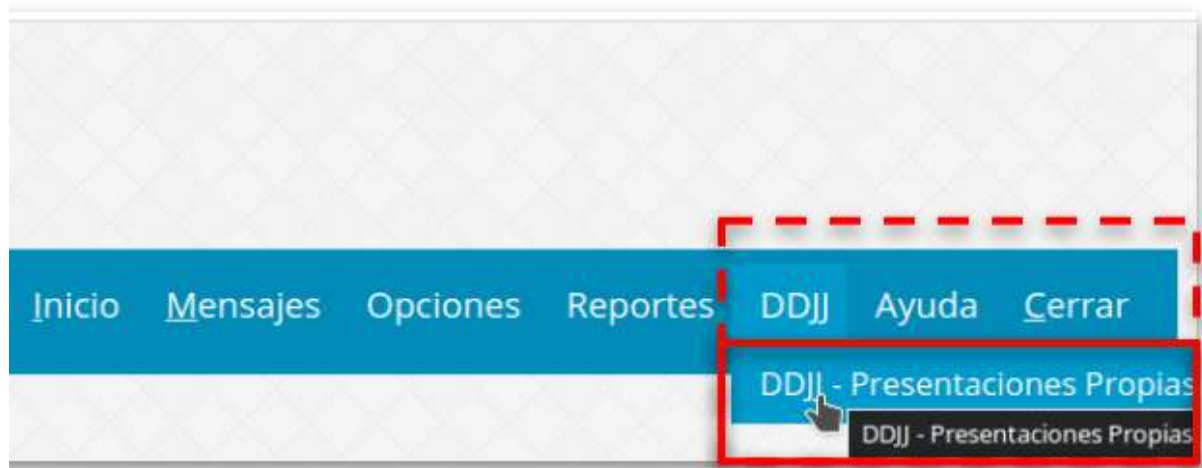 Inicio Mensajes Opciones Reportes DDJJ Ayuda Cerrar
DDJJ - Presentaciones Propias
DDJJ - Presentaciones Propias